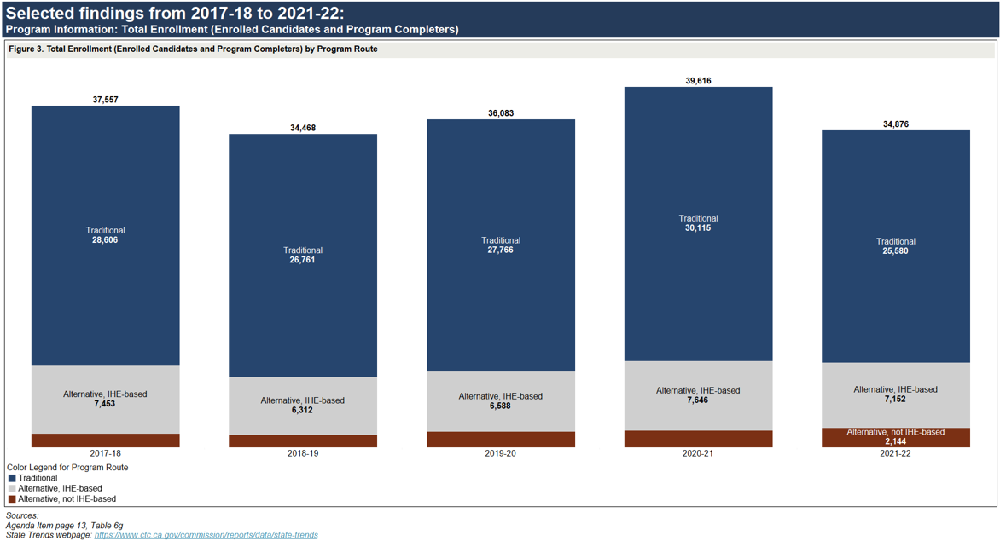 Selected findings from 2017-18 to 2021-22:
Program Information: Total Enrollment (Enrolled Candidates and Program Completers)
Figure 3. Total Enrollment (Enrolled Candidates and Program Completers) by Program Route
37,557
34,468
36,083
39,616
34,876
Traditional
28,606
Traditional
26,761
Traditional
27,766
Traditional
30,115
Traditional
25,580
Alternative, IHE-based
7,453
Alternative, IHE-based
6,312
Alternative, IHE-based
6,588
Alternative, IHE-based
7,646
Alternative, IHE-based
7,152
Alternative, not IHE-based
2,144
2017-18
2018-19
2019-20
2020-21
2021-22
Color Legend for Program Route
Traditional
Alternative, IHE-based
Alternative, not IHE-based
Sources:
Agenda Item page 13, Table 6g
State Trends webpage: https://www.ctc.ca.gov/commission/reports/data/state-trends